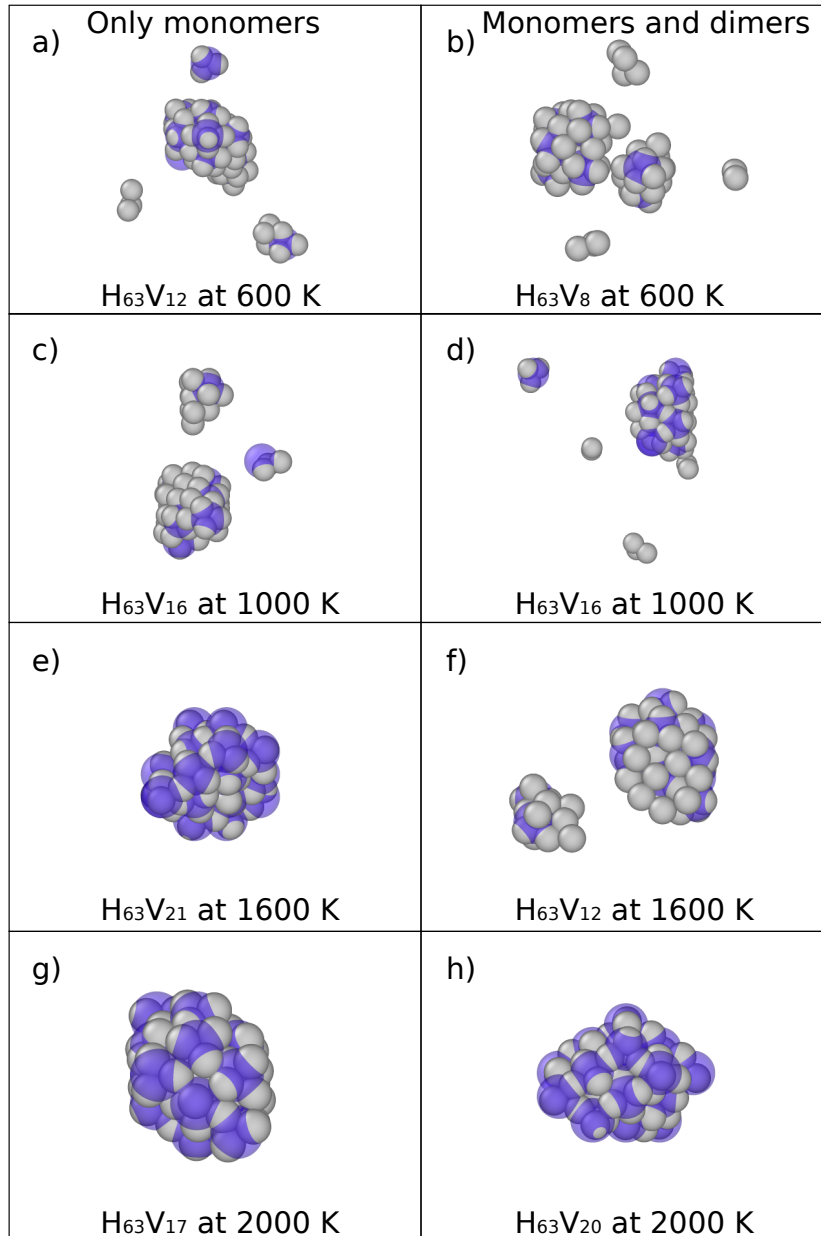 Only monomers
Monomers and dimers
a)
b)
H₆₃V₁₂ at 600 K
H₆₃V₈ at 600 K
c)
d)
H₆₃V₁₆ at 1000 K
H₆₃V₁₆ at 1000 K
e)
f)
H₆₃V₂₁ at 1600 K
H₆₃V₁₂ at 1600 K
g)
h)
H₆₃V₁₇ at 2000 K
H₆₃V₂₀ at 2000 K